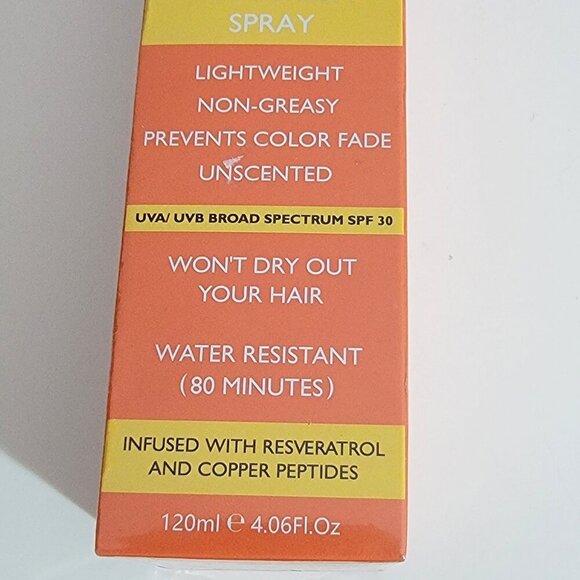 SPRAY
LIGHTWEIGHT
NON-GREASY
PREVENTS COLOR FADE
UNSCENTED
UVA/ UVB BROAD SPECTRUM SPF 30
WON'T DRY OUT
YOUR HAIR
WATER RESISTANT
(80 MINUTES)
INFUSED WITH RESVERATROL
AND COPPER PEPTIDES
120ml ℮ 4.06Fl.Oz